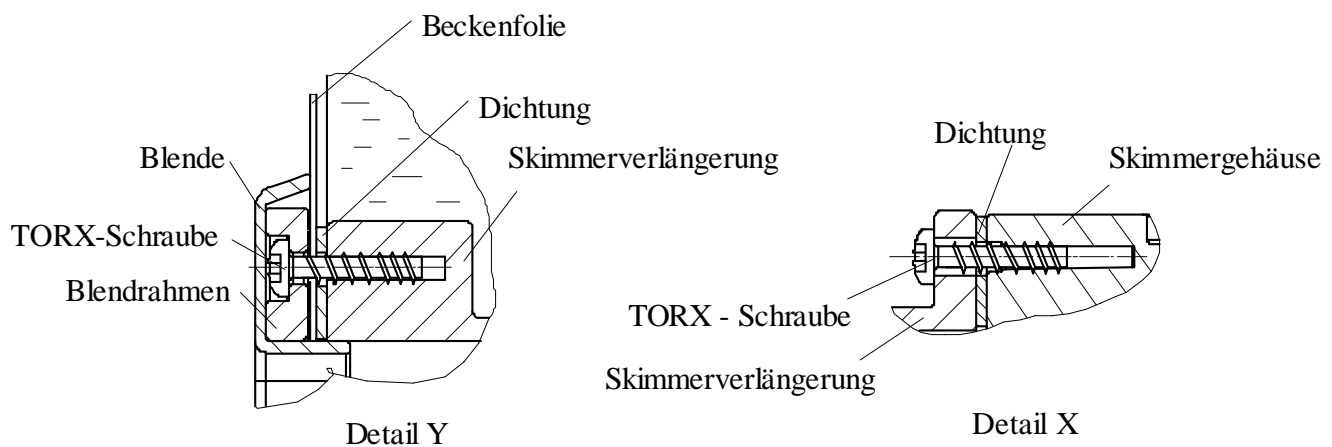 Beckenfolie
Dichtung
Blende
Skimmerverlängerung
TORX-Schraube
Blendrahmen
Detail Y
Dichtung
Skimmergehäuse
TORX - Schraube
Skimmerverlängerung
Detail X